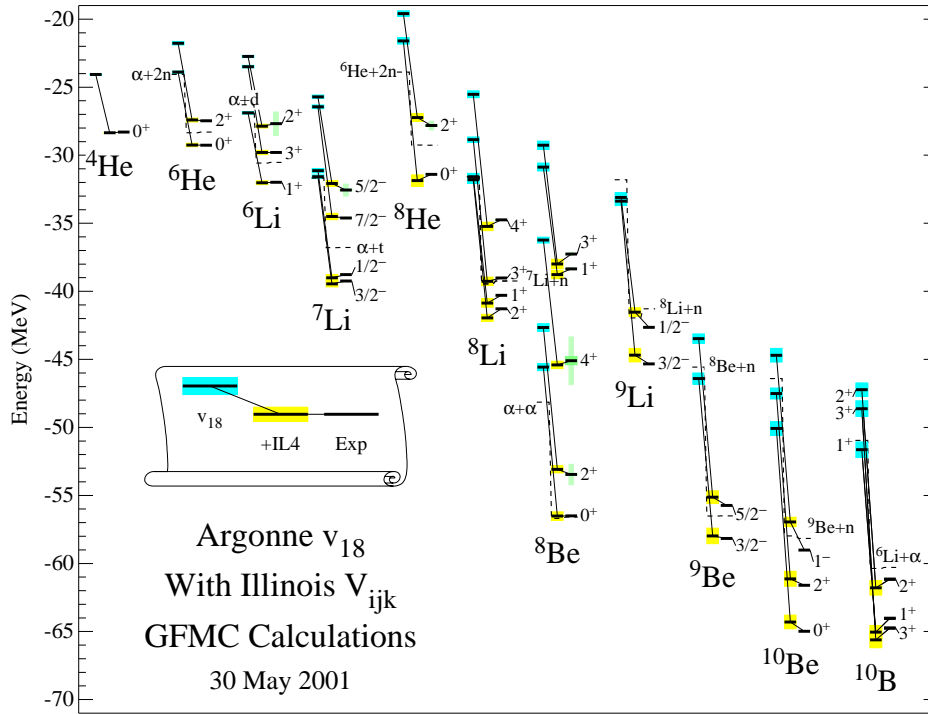 -20
-25
-30
-35
-40
-45
-50
-55
-60
-65
-70
Energy (MeV)
0⁺
⁴He
α+2n
2⁺
0⁺
⁶He
α+d
2⁺
3⁺
1⁺
⁶Li
5/2⁻
7/2⁻
α+t
1/2⁻
3/2⁻
⁷Li
⁶He+2n
2⁺
0⁺
⁸He
4⁺
3⁺
⁷Li+n
1⁺
2⁺
⁸Li
3⁺
1⁺
4⁺
α+α
2⁺
0⁺
⁸Be
⁸Li+n
1/2⁻
3/2⁻
⁹Li
⁸Be+n
5/2⁻
3/2⁻
⁹Be
⁹Be+n
1⁻
2⁺
0⁺
¹⁰Be
2⁺
3⁺
1⁺
⁶Li+α
2⁺
1⁺
3⁺
¹⁰B
v₁₈
+IL4
Exp
Argonne v₁₈
With Illinois V_ijk
GFMC Calculations
30 May 2001